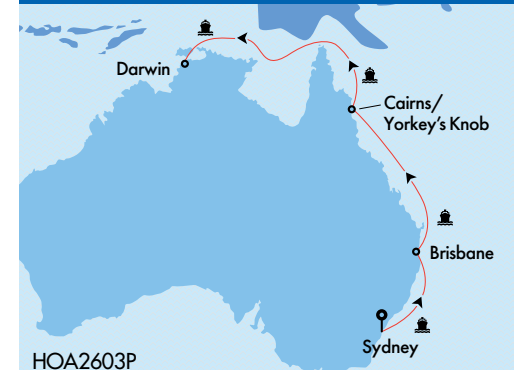 Darwin
Cairns/
Yorkey's Knob
Brisbane
Sydney
HOA2603P